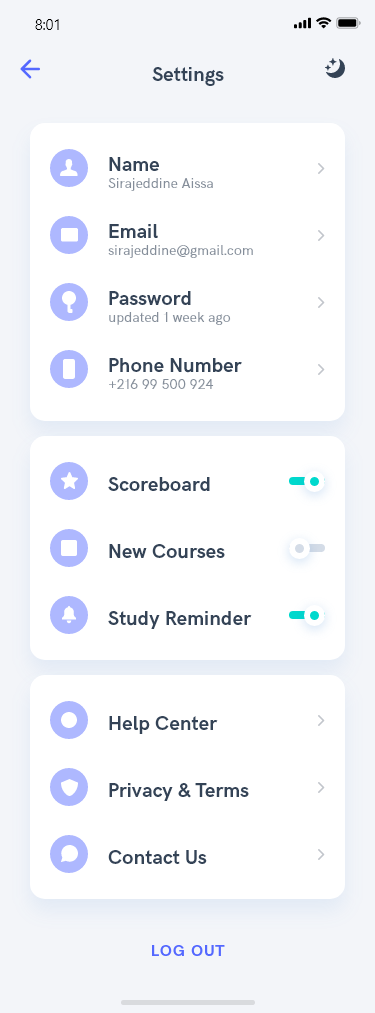 8:01
Settings
Name
Sirajeddine Aissa
Email
sirajeddine@gmail.com
Password
updated 1 week ago
Phone Number
+216 99 500 924
Scoreboard
New Courses
Study Reminder
Help Center
Privacy & Terms
Contact Us
LOG OUT